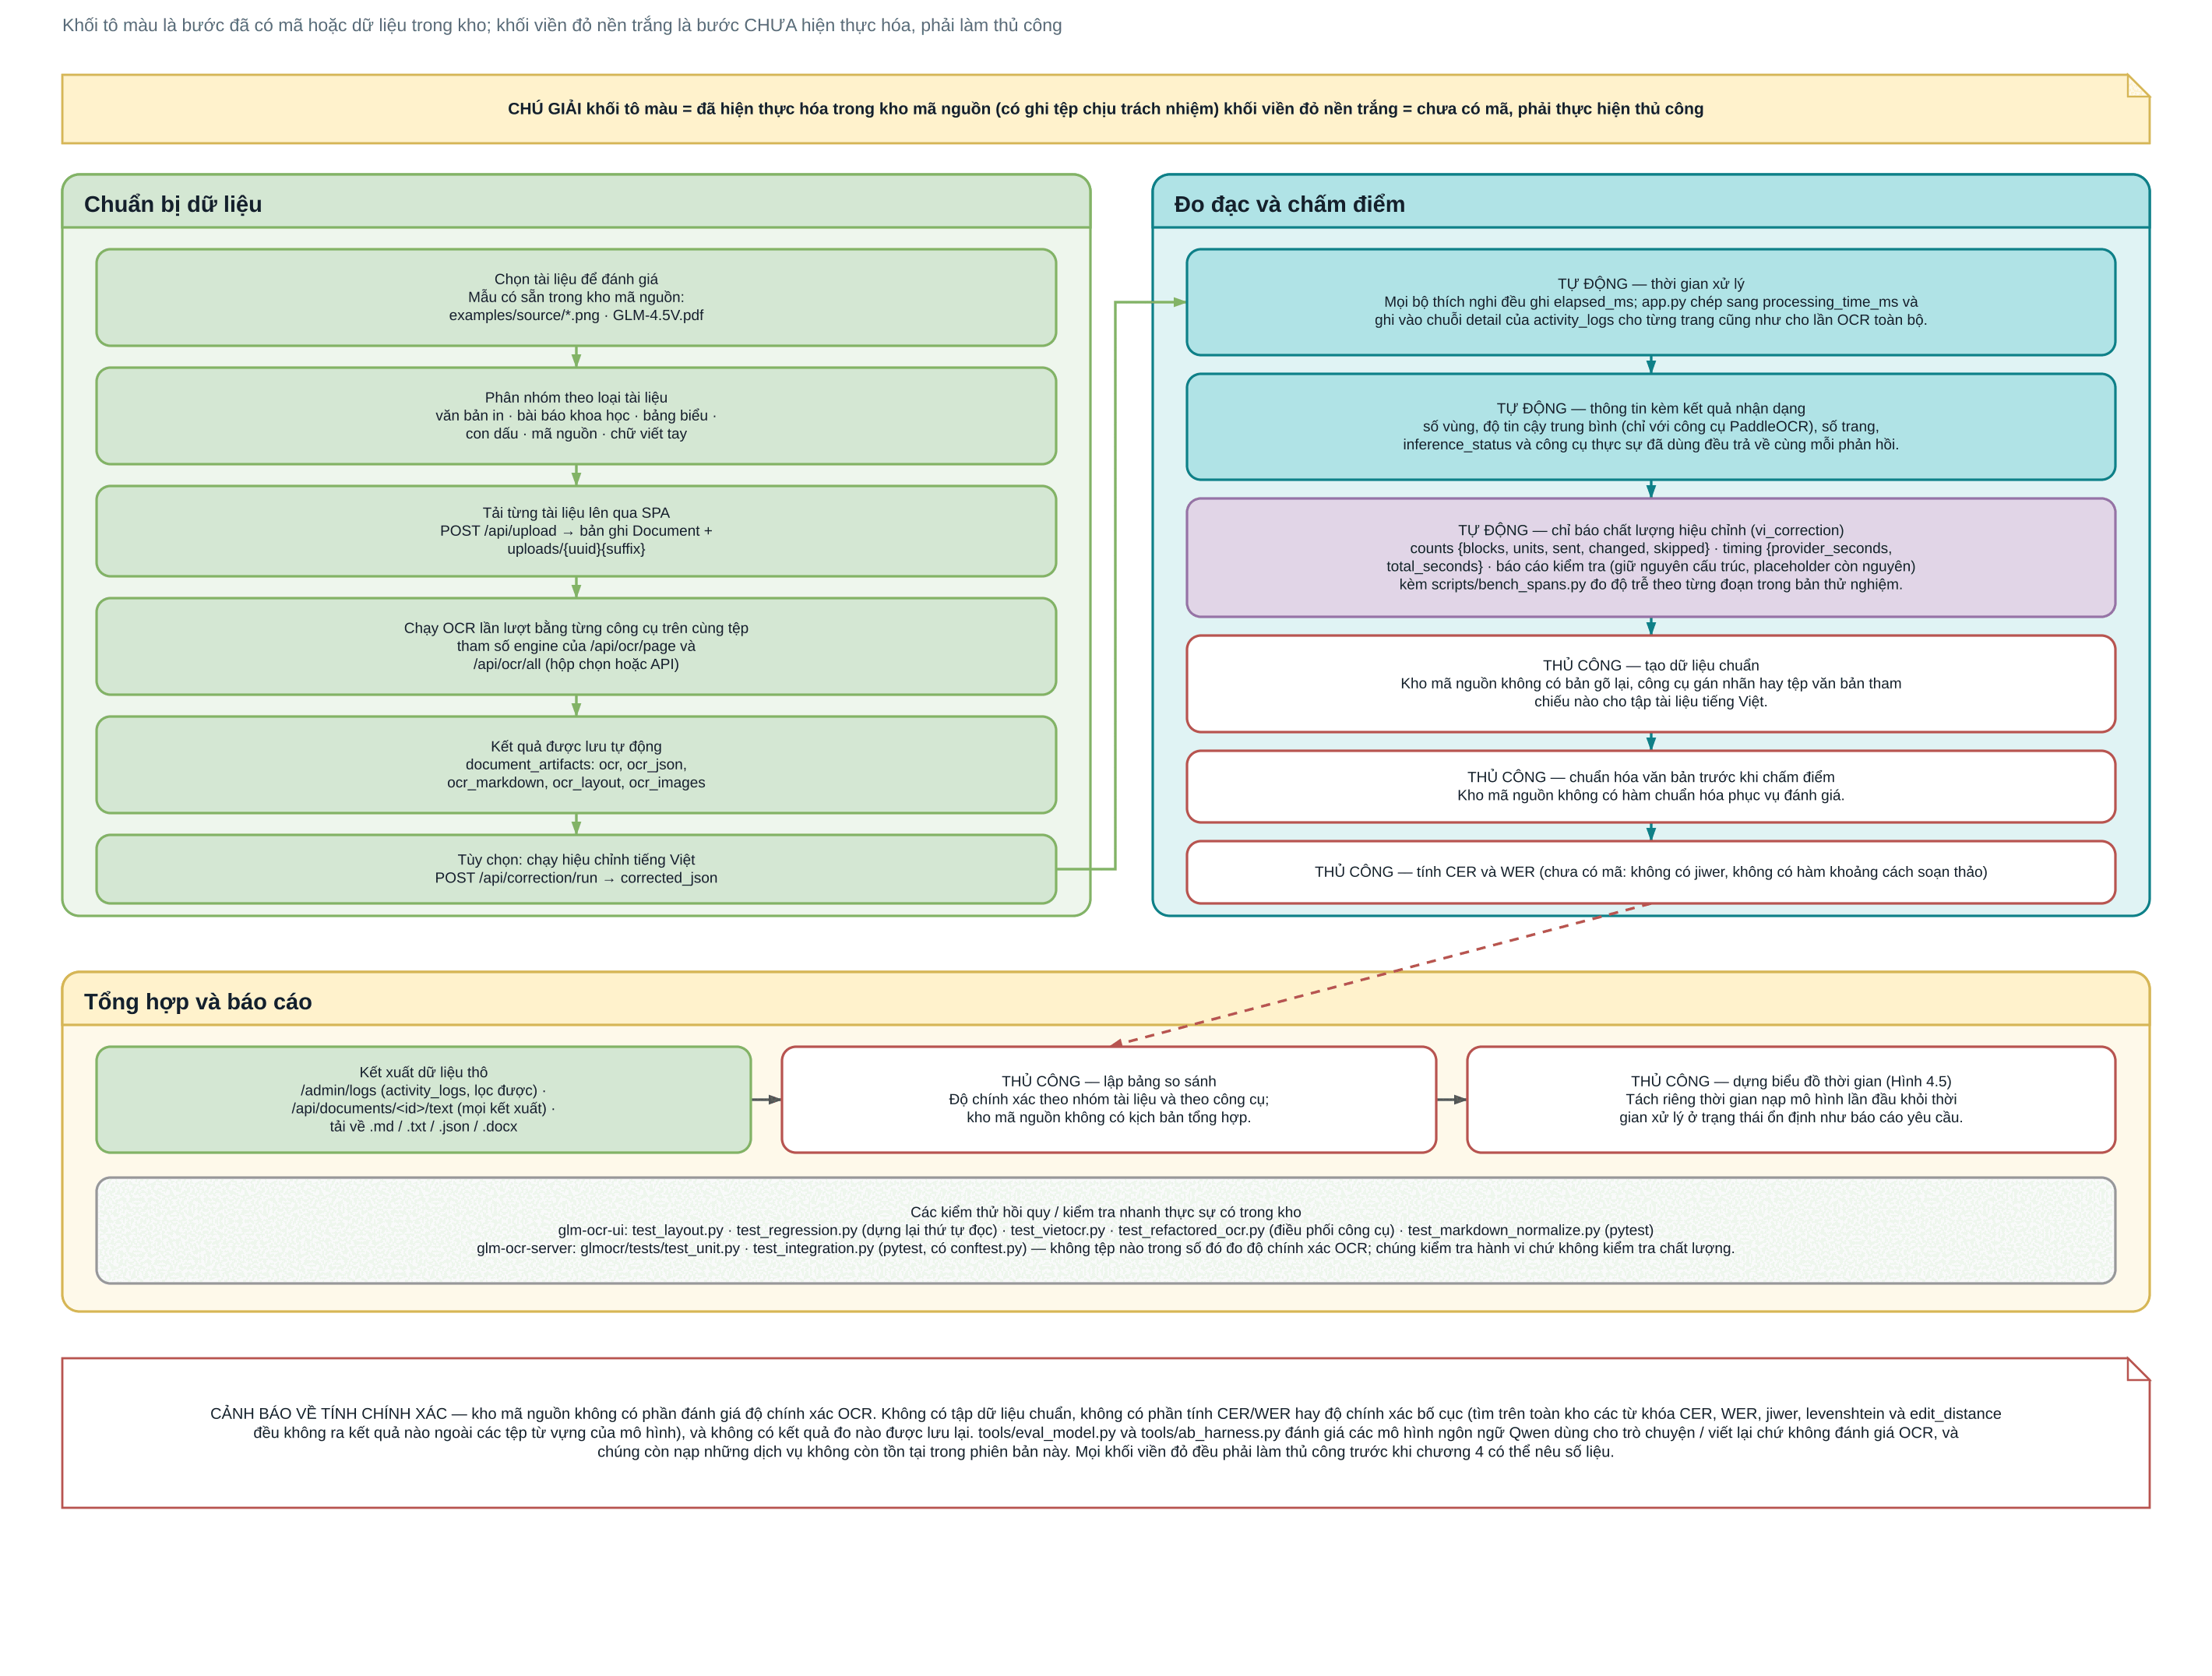 Khối tô màu là bước đã có mã hoặc dữ liệu trong kho; khối viền đỏ nền trắng là bước CHƯA hiện thực hóa, phải làm thủ công
CHÚ GIẢI khối tô màu = đã hiện thực hóa trong kho mã nguồn (có ghi tệp chịu trách nhiệm) khối viền đỏ nền trắng = chưa có mã, phải thực hiện thủ công
Chuẩn bị dữ liệu
Chọn tài liệu để đánh giá
Mẫu có sẵn trong kho mã nguồn:
examples/source/*.png · GLM-4.5V.pdf
Phân nhóm theo loại tài liệu
văn bản in · bài báo khoa học · bảng biểu ·
con dấu · mã nguồn · chữ viết tay
Tải từng tài liệu lên qua SPA
POST /api/upload → bản ghi Document +
uploads/{uuid}{suffix}
Chạy OCR lần lượt bằng từng công cụ trên cùng tệp
tham số engine của /api/ocr/page và
/api/ocr/all (hộp chọn hoặc API)
Kết quả được lưu tự động
document_artifacts: ocr, ocr_json,
ocr_markdown, ocr_layout, ocr_images
Tùy chọn: chạy hiệu chỉnh tiếng Việt
POST /api/correction/run → corrected_json
Đo đạc và chấm điểm
TỰ ĐỘNG — thời gian xử lý
Mọi bộ thích nghi đều ghi elapsed_ms; app.py chép sang processing_time_ms và
ghi vào chuỗi detail của activity_logs cho từng trang cũng như cho lần OCR toàn bộ.
TỰ ĐỘNG — thông tin kèm kết quả nhận dạng
số vùng, độ tin cậy trung bình (chỉ với công cụ PaddleOCR), số trang,
inference_status và công cụ thực sự đã dùng đều trả về cùng mỗi phản hồi.
TỰ ĐỘNG — chỉ báo chất lượng hiệu chỉnh (vi_correction)
counts {blocks, units, sent, changed, skipped} · timing {provider_seconds,
total_seconds} · báo cáo kiểm tra (giữ nguyên cấu trúc, placeholder còn nguyên)
kèm scripts/bench_spans.py đo độ trễ theo từng đoạn trong bản thử nghiệm.
THỦ CÔNG — tạo dữ liệu chuẩn
Kho mã nguồn không có bản gõ lại, công cụ gán nhãn hay tệp văn bản tham
chiếu nào cho tập tài liệu tiếng Việt.
THỦ CÔNG — chuẩn hóa văn bản trước khi chấm điểm
Kho mã nguồn không có hàm chuẩn hóa phục vụ đánh giá.
THỦ CÔNG — tính CER và WER (chưa có mã: không có jiwer, không có hàm khoảng cách soạn thảo)
Tổng hợp và báo cáo
Kết xuất dữ liệu thô
/admin/logs (activity_logs, lọc được) ·
/api/documents/<id>/text (mọi kết xuất) ·
tải về .md / .txt / .json / .docx
THỦ CÔNG — lập bảng so sánh
Độ chính xác theo nhóm tài liệu và theo công cụ;
kho mã nguồn không có kịch bản tổng hợp.
THỦ CÔNG — dựng biểu đồ thời gian (Hình 4.5)
Tách riêng thời gian nạp mô hình lần đầu khỏi thời
gian xử lý ở trạng thái ổn định như báo cáo yêu cầu.
Các kiểm thử hồi quy / kiểm tra nhanh thực sự có trong kho
glm-ocr-ui: test_layout.py · test_regression.py (dựng lại thứ tự đọc) · test_vietocr.py · test_refactored_ocr.py (điều phối công cụ) · test_markdown_normalize.py (pytest)
glm-ocr-server: glmocr/tests/test_unit.py · test_integration.py (pytest, có conftest.py) — không tệp nào trong số đó đo độ chính xác OCR; chúng kiểm tra hành vi chứ không kiểm tra chất lượng.
CẢNH BÁO VỀ TÍNH CHÍNH XÁC — kho mã nguồn không có phần đánh giá độ chính xác OCR. Không có tập dữ liệu chuẩn, không có phần tính CER/WER hay độ chính xác bố cục (tìm trên toàn kho các từ khóa CER, WER, jiwer, levenshtein và edit_distance
đều không ra kết quả nào ngoài các tệp từ vựng của mô hình), và không có kết quả đo nào được lưu lại. tools/eval_model.py và tools/ab_harness.py đánh giá các mô hình ngôn ngữ Qwen dùng cho trò chuyện / viết lại chứ không đánh giá OCR, và
chúng còn nạp những dịch vụ không còn tồn tại trong phiên bản này. Mọi khối viền đỏ đều phải làm thủ công trước khi chương 4 có thể nêu số liệu.